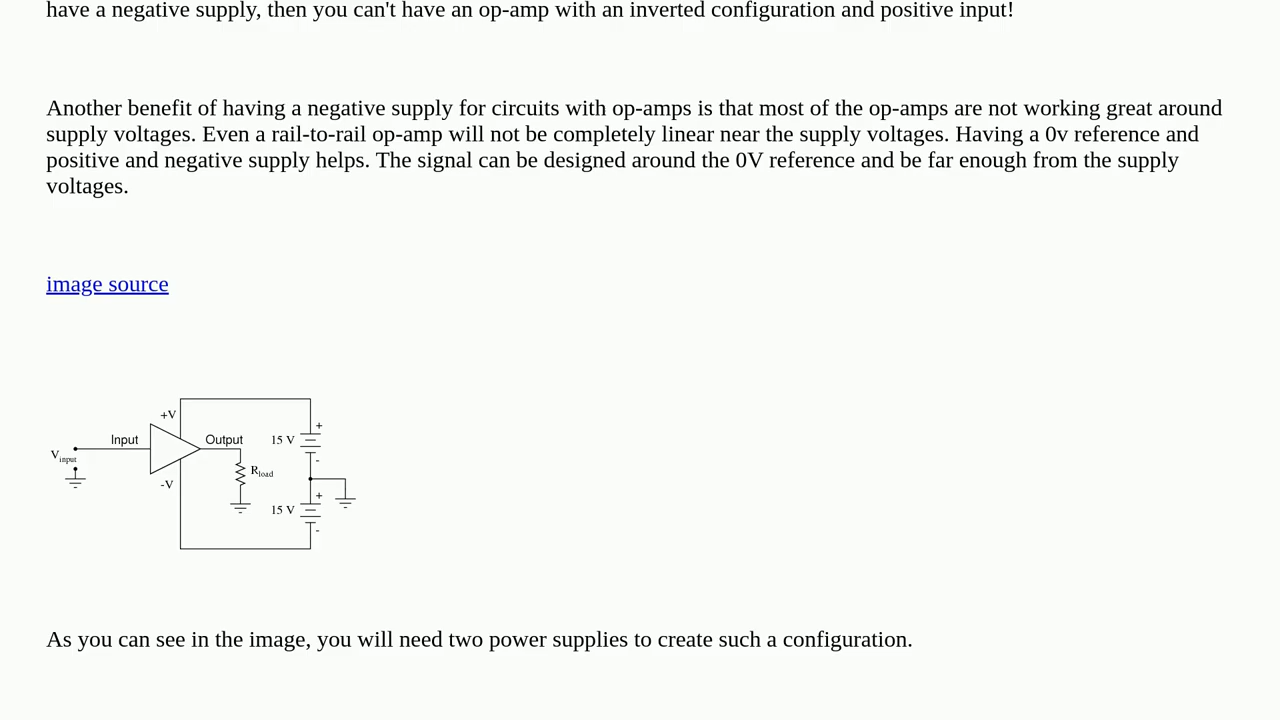 have a negative supply, then you can't have an op-amp with an inverted configuration and positive input!
Another benefit of having a negative supply for circuits with op-amps is that most of the op-amps are not working great around
supply voltages. Even a rail-to-rail op-amp will not be completely linear near the supply voltages. Having a 0v reference and
positive and negative supply helps. The signal can be designed around the 0V reference and be far enough from the supply
voltages.
image source
+V
+
Input
Output
15 V
Vinput
-
Rload
-V
+
15 V
-
As you can see in the image, you will need two power supplies to create such a configuration.